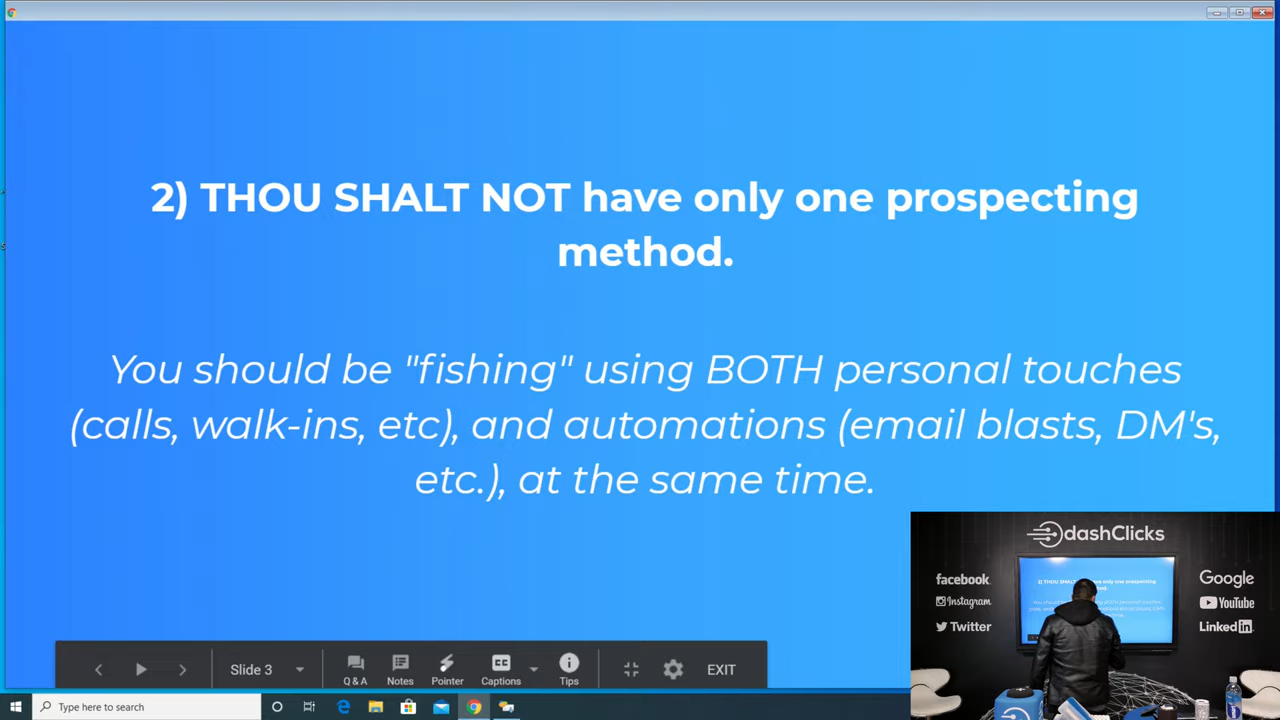 2) THOU SHALT NOT have only one prospecting
method.
You should be "fishing" using BOTH personal touches
(calls, walk-ins, etc), and automations (email blasts, DM's,
etc.), at the same time.
dashClicks
facebook.
Instagram
Twitter
Google
YouTube
Linked in
Slide 3
Q & A
Notes
Pointer
CC
Captions
Tips
EXIT
Type here to search